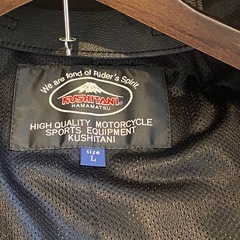 We are fond of Rider's Spirit
KUSHITANI
HAMAMATSU
HIGH QUALITY MOTORCYCLE
SPORTS EQUIPMENT
KUSHITANI
SIZE
L